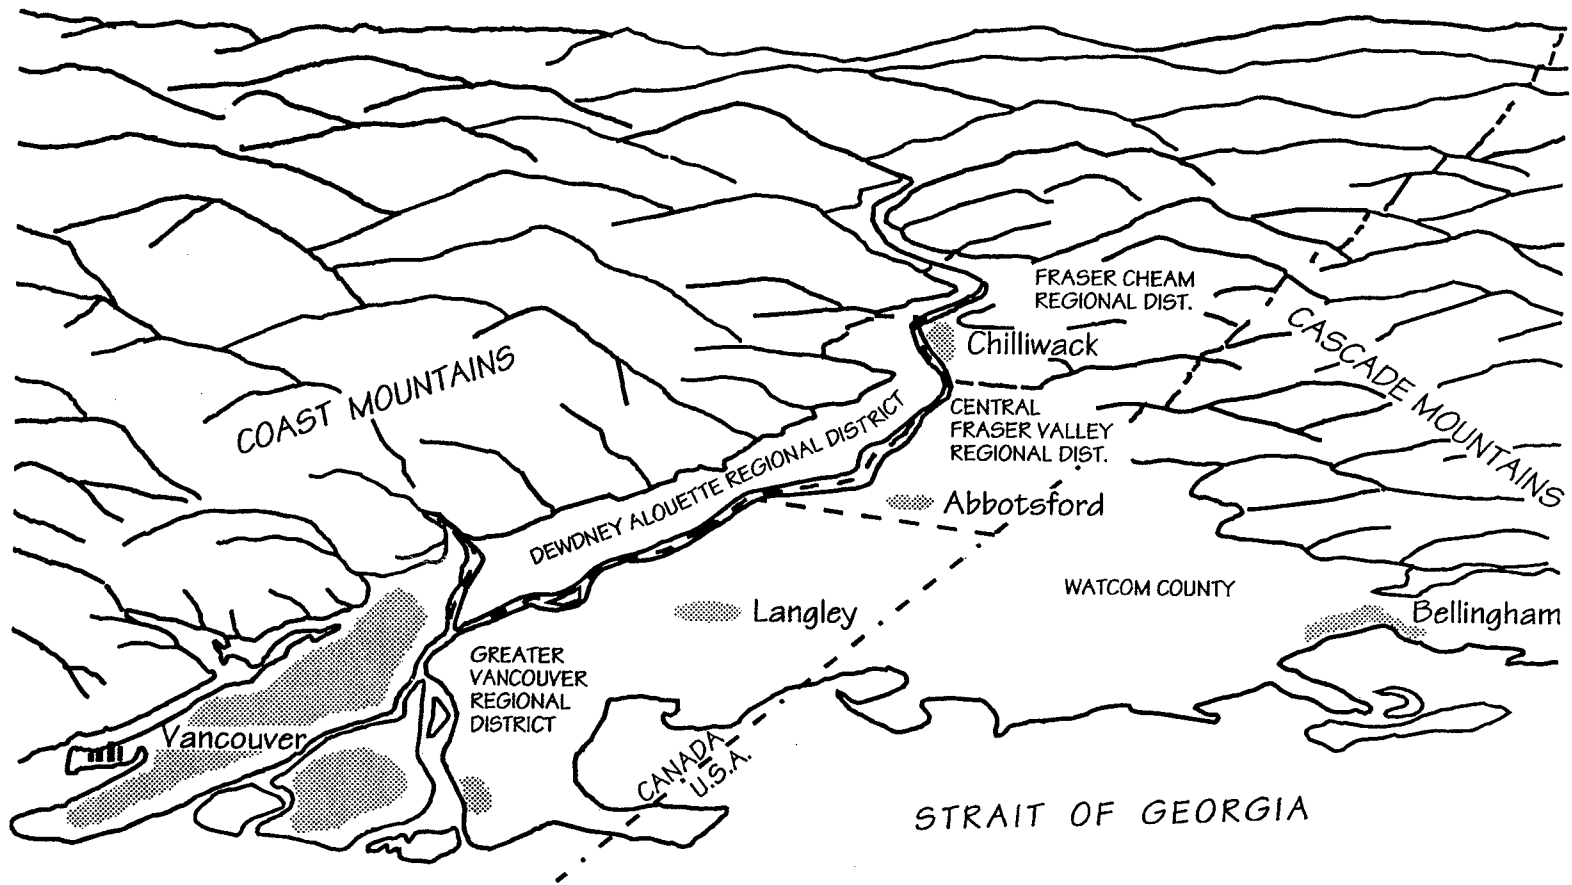 FRASER CHEAM
REGIONAL DIST.
CASCADE MOUNTAINS
Chilliwack
COAST MOUNTAINS
CENTRAL
FRASER VALLEY
REGIONAL DIST.
DEWDNEY ALOUETTE REGIONAL DISTRICT
Abbotsford
WATCOM COUNTY
Langley
Bellingham
GREATER
VANCOUVER
REGIONAL
DISTRICT
Vancouver
CANADA
U.S.A.
STRAIT OF GEORGIA